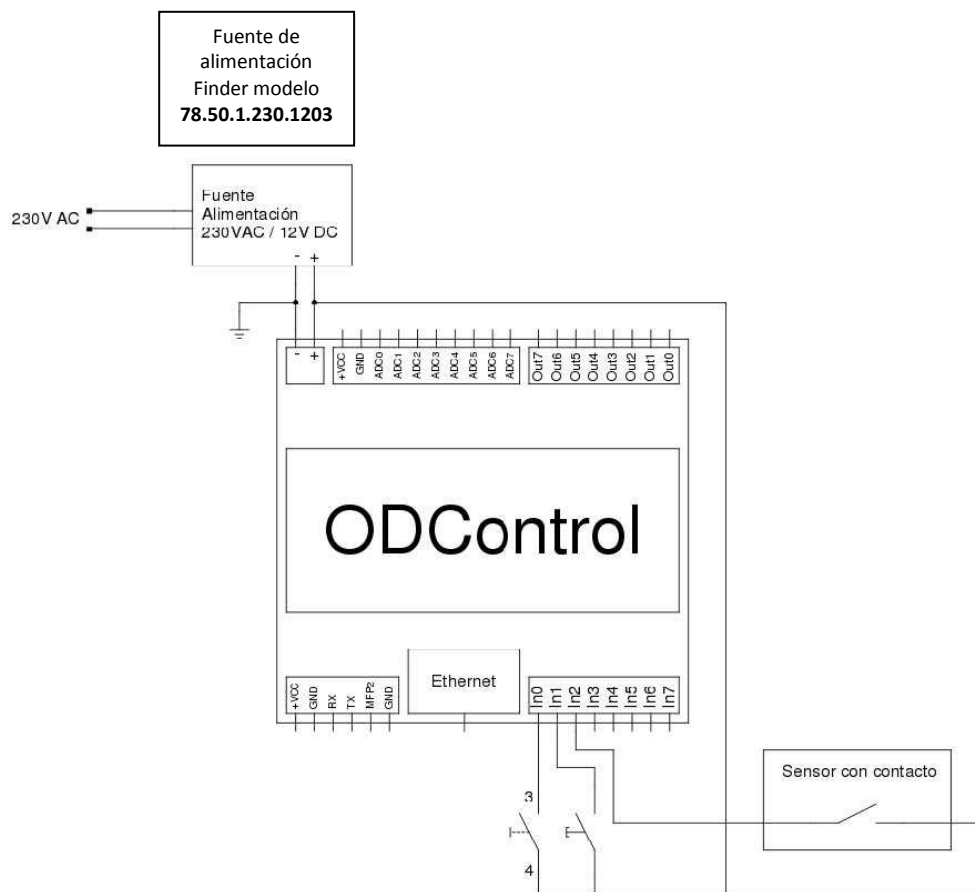 Fuente de
alimentación
Finder modelo
78.50.1.230.1203
Fuente
Alimentación
230VAC / 12V DC
230V AC
- +
- +
+VCC GND ADC0 ADC1 ADC2 ADC3 ADC4 ADC5 ADC6 ADC7
Out7 Out6 Out5 Out4 Out3 Out2 Out1 Out0
ODControl
Ethernet
+VCC GND RX TX MFP2 GND
In0 In1 In2 In3 In4 In5 In6 In7
Sensor con contacto
3
4